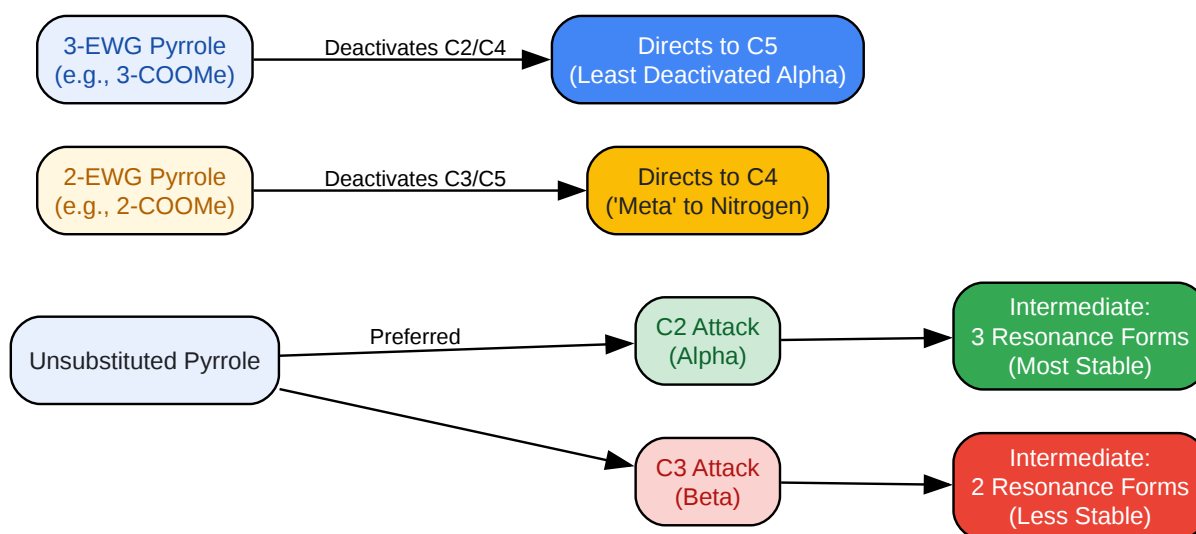 3-EWG Pyrrole
(e.g., 3-COOMe)
Deactivates C2/C4
Directs to C5
(Least Deactivated Alpha)
2-EWG Pyrrole
(e.g., 2-COOMe)
Deactivates C3/C5
Directs to C4
('Meta' to Nitrogen)
Unsubstituted Pyrrole
Preferred
C2 Attack
(Alpha)
Intermediate:
3 Resonance Forms
(Most Stable)
C3 Attack
(Beta)
Intermediate:
2 Resonance Forms
(Less Stable)